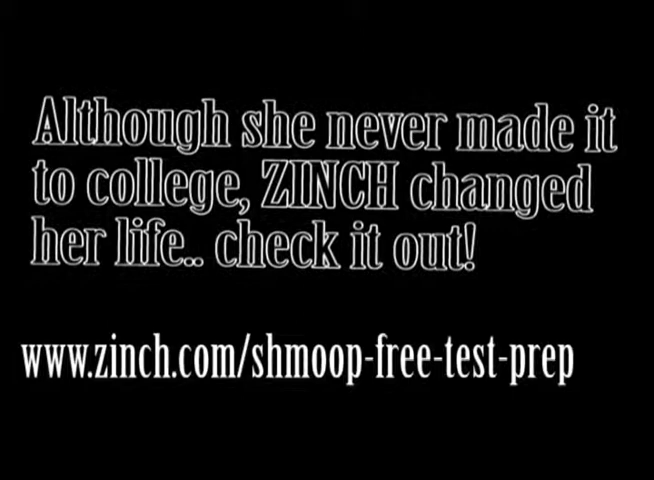 Although she never made it
to college, ZINCH changed
her life.. check it out!
www.zinch.com/shmoop-free-test-prep